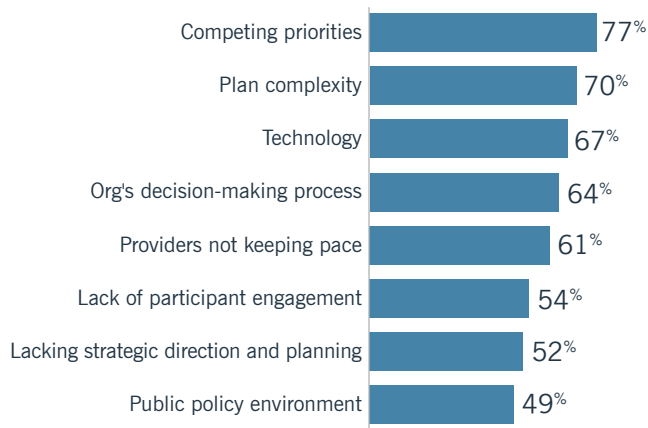 Competing priorities 77%
Plan complexity 70%
Technology 67%
Org's decision-making process 64%
Providers not keeping pace 61%
Lack of participant engagement 54%
Lacking strategic direction and planning 52%
Public policy environment 49%